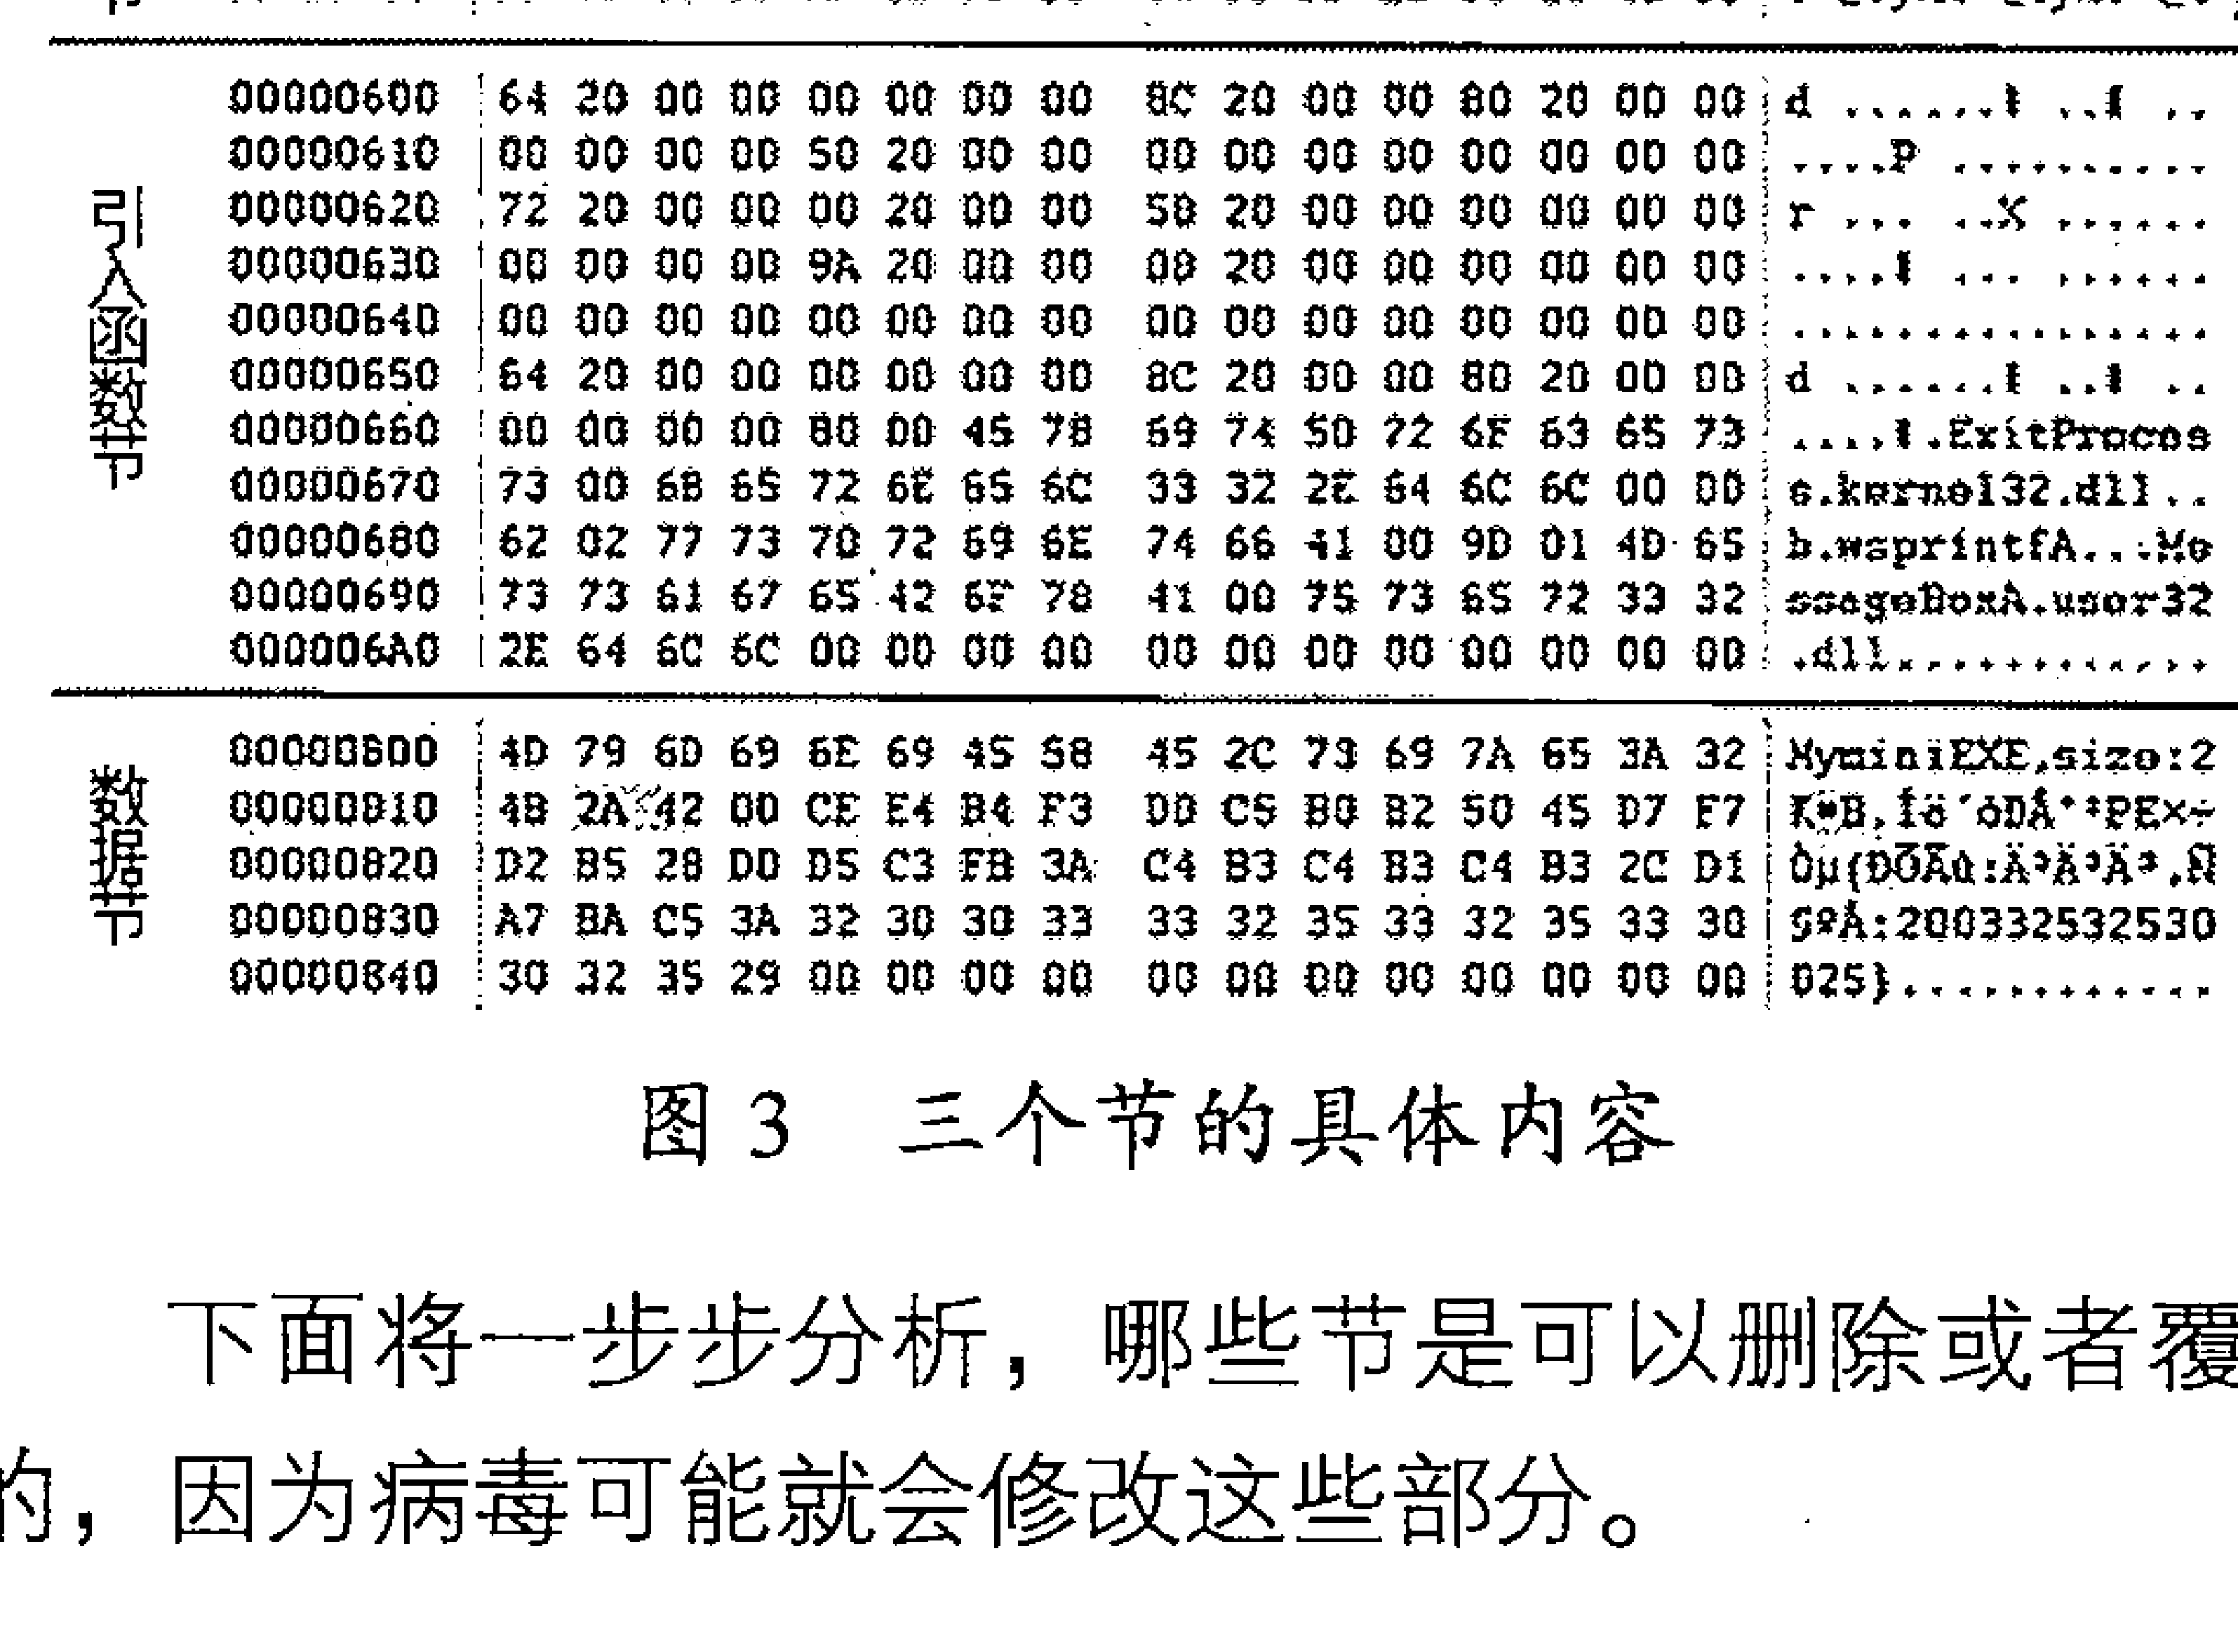 引入函数节
00000600 64 20 00 00 00 00 00 00 8C 20 00 00 80 20 00 00 d
00000610 00 00 00 00 50 20 00 00 00 00 00 00 00 00 00 00 ....P ..........
00000620 72 20 00 00 00 20 00 00 58 20 00 00 00 00 00 00 r ... ..X ......
00000630 00 00 00 00 9A 20 00 00 08 20 00 00 00 00 00 00
00000640 00 00 00 00 00 00 00 00 00 00 00 00 00 00 00 00 ................
00000650 64 20 00 00 00 00 00 00 8C 20 00 00 80 20 00 00 d
00000660 00 00 00 00 80 00 45 78 69 74 50 72 6F 63 65 73 .ExitProces
00000670 73 00 6B 65 72 6E 65 6C 33 32 2E 64 6C 6C 00 00 s.kernel32.dll..
00000680 62 02 77 73 70 72 69 6E 74 66 41 00 9D 01 4D 65 b.wsprintfA...Me
00000690 73 73 61 67 65 42 6F 78 41 00 75 73 65 72 33 32 ssageBoxA.user32
000006A0 2E 64 6C 6C 00 00 00 00 00 00 00 00 00 00 00 00 .dll............
数据节
00000800 4D 79 6D 69 6E 69 45 58 45 2C 73 69 7A 65 3A 32 MyminiEXE,size:2
00000810 4B 2A 42 00 CE E4 B4 F3 D0 C5 B0 B2 50 45 D7 F7 K*B.Îä´óÐÅ°²PE×÷
00000820 D2 B5 28 D0 D5 C3 FB 3A C4 B3 C4 B3 C4 B3 2C D1 Òµ(ÐÕÃû:Ä³Ä³Ä³,Ñ
00000830 A7 BA C5 3A 32 30 30 33 33 32 35 33 32 35 33 30 §ºÅ:200332532530
00000840 30 32 35 29 00 00 00 00 00 00 00 00 00 00 00 00 025)............
图 3 三个节的具体内容
下面将一步步分析，哪些节是可以删除或者覆
的，因为病毒可能就会修改这些部分。